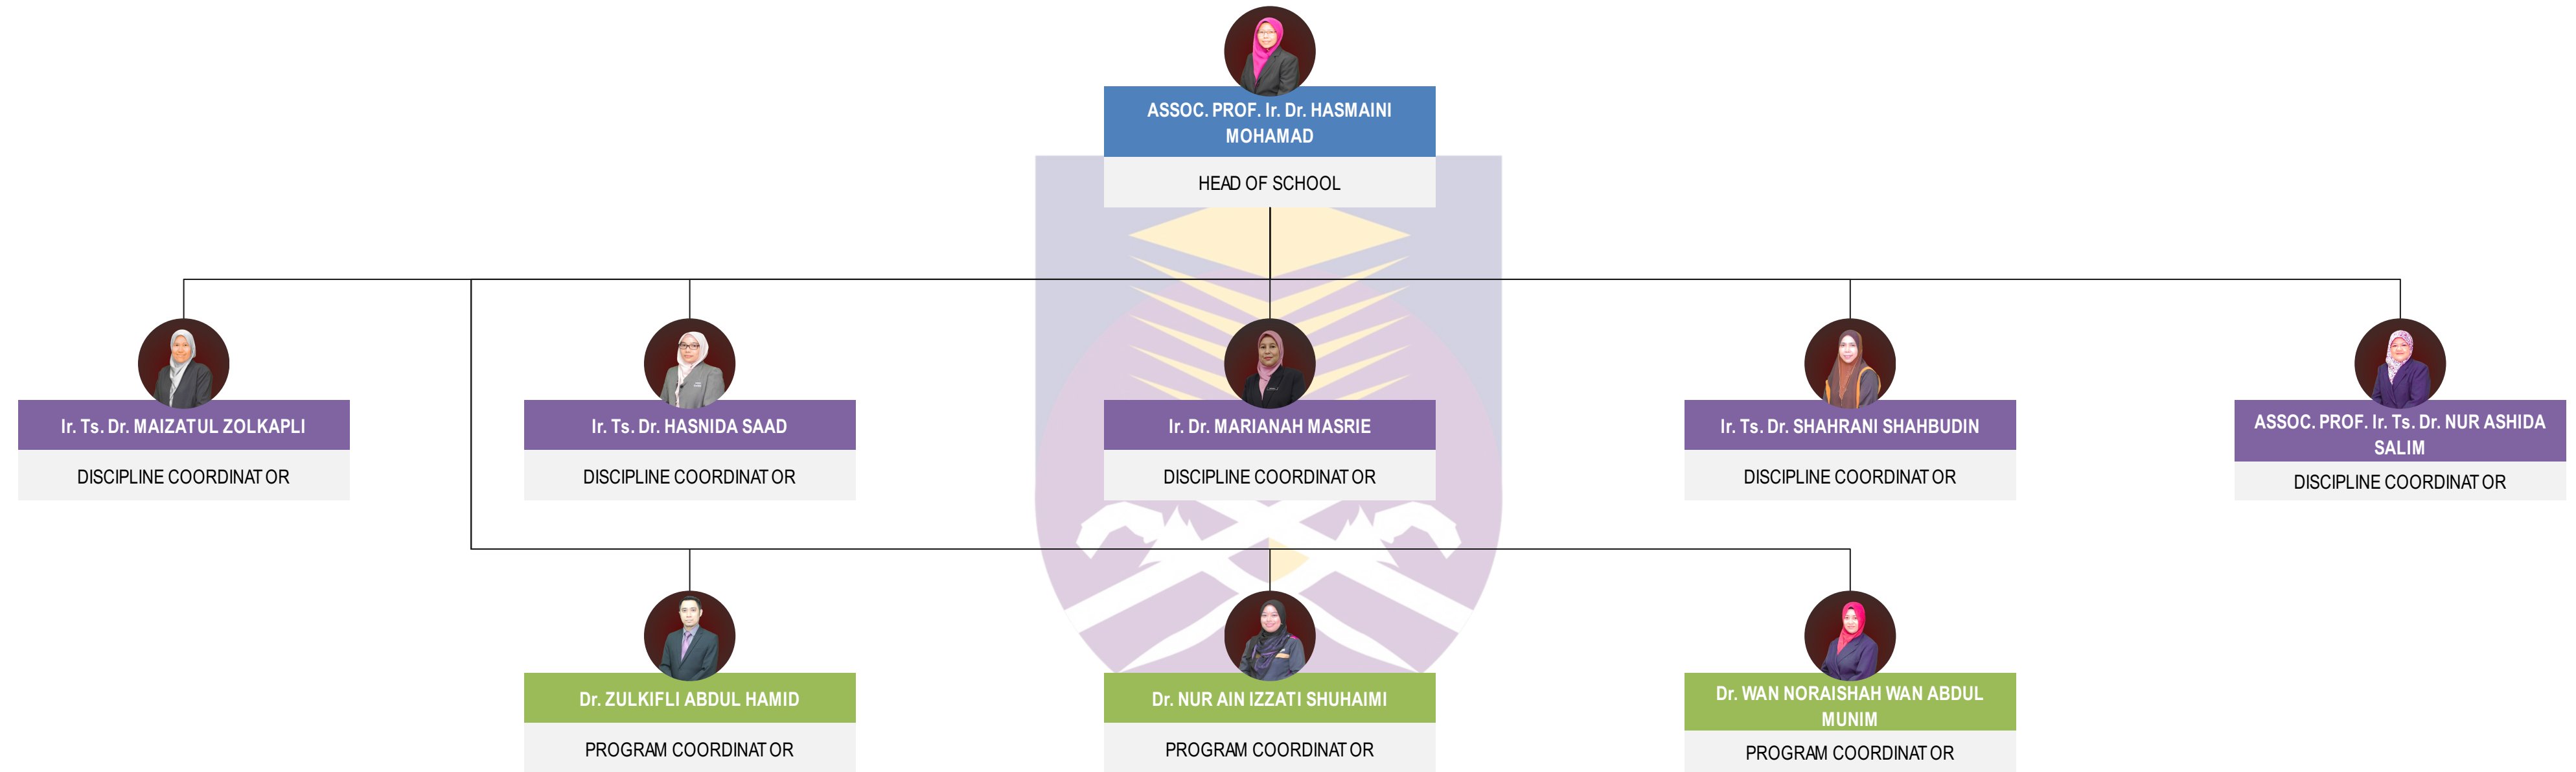 ASSOC. PROF. Ir. Dr. HASMAINI
MOHAMAD
HEAD OF SCHOOL
Ir. Ts. Dr. MAIZATUL ZOLKAPLI
DISCIPLINE COORDINATOR
Ir. Ts. Dr. HASNIDA SAAD
DISCIPLINE COORDINATOR
Ir. Dr. MARIANAH MASRIE
DISCIPLINE COORDINATOR
Ir. Ts. Dr. SHAHRANI SHAHBUDIN
DISCIPLINE COORDINATOR
ASSOC. PROF. Ir. Ts. Dr. NUR ASHIDA
SALIM
DISCIPLINE COORDINATOR
Dr. ZULKIFLI ABDUL HAMID
PROGRAM COORDINATOR
Dr. NUR AIN IZZATI SHUHAIMI
PROGRAM COORDINATOR
Dr. WAN NORAISHAH WAN ABDUL
MUNIM
PROGRAM COORDINATOR